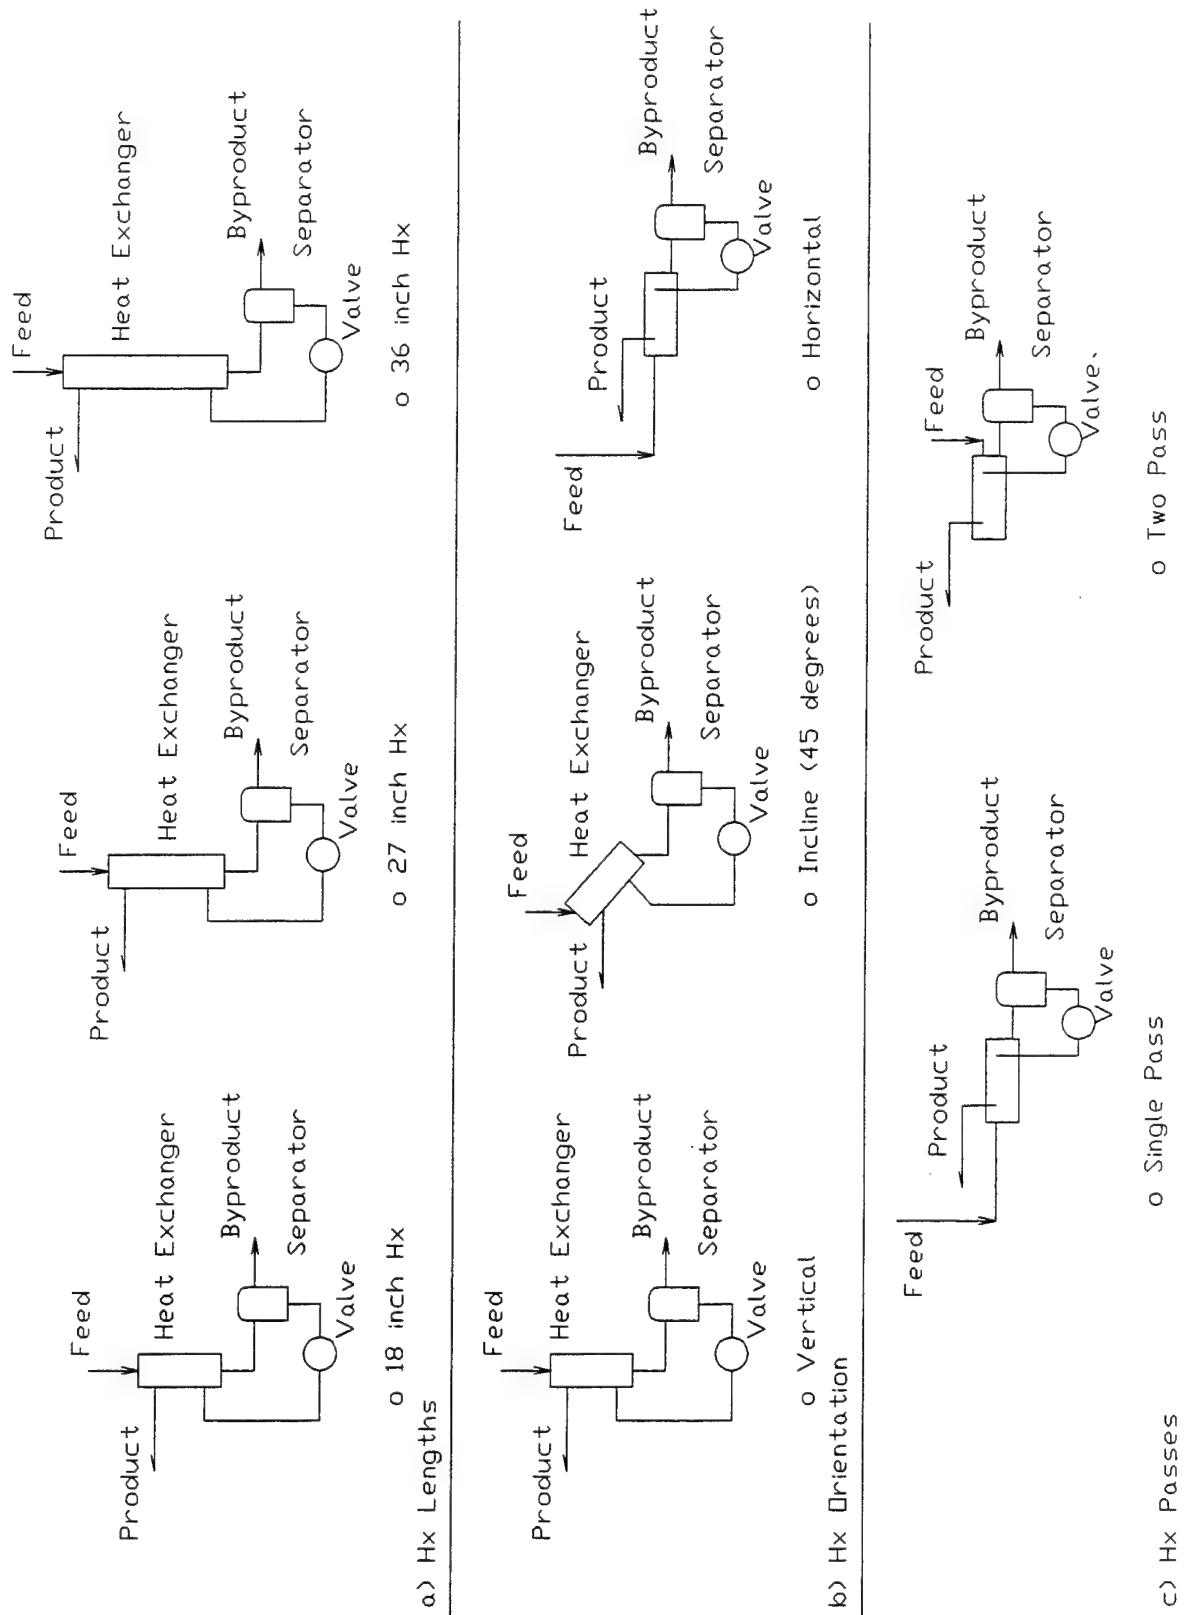 Feed
Product
Heat Exchanger
Byproduct
Separator
Valve
o 18 inch Hx
Feed
Product
Heat Exchanger
Byproduct
Separator
Valve
o 27 inch Hx
Feed
Product
Heat Exchanger
Byproduct
Separator
Valve
o 36 inch Hx
a) Hx Lengths
Feed
Product
Heat Exchanger
Byproduct
Separator
Valve
o Vertical
Feed
Product
Heat Exchanger
Byproduct
Separator
Valve
o Incline (45 degrees)
Feed
Product
Byproduct
Separator
Valve
o Horizontal
b) Hx Orientation
Feed
Product
Byproduct
Separator
Valve
o Single Pass
Feed
Product
Byproduct
Separator
Valve.
o Two Pass
c) Hx Passes